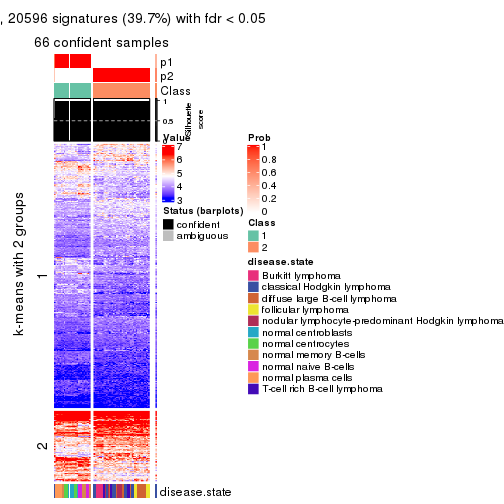 , 20596 signatures (39.7%) with fdr < 0.05
66 confident samples
p1
p2
Class
1
0.5
0
Silhouette
score
k-means with 2 groups
1
2
disease.state
Value
7
6
5
4
3
Status (barplots)
confident
ambiguous
Prob
1
0.8
0.6
0.4
0.2
0
Class
1
2
disease.state
Burkitt lymphoma
classical Hodgkin lymphoma
diffuse large B-cell lymphoma
follicular lymphoma
nodular lymphocyte-predominant Hodgkin lymphoma
normal centroblasts
normal centrocytes
normal memory B-cells
normal naive B-cells
normal plasma cells
T-cell rich B-cell lymphoma